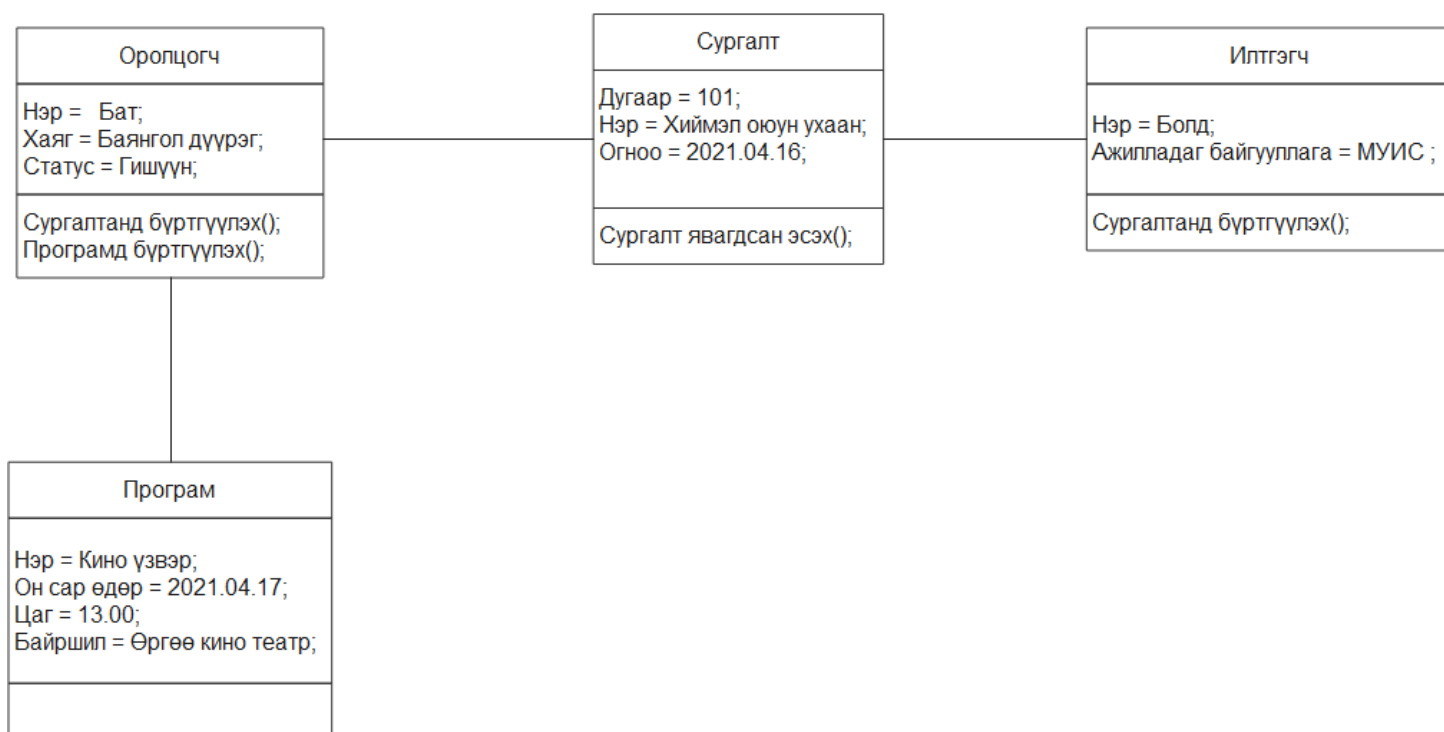 Оролцогч
Нэр = Бат;
Хаяг = Баянгол дүүрэг;
Статус = Гишүүн;
Сургалтанд бүртгүүлэх();
Програмд бүртгүүлэх();
Сургалт
Дугаар = 101;
Нэр = Хиймэл оюун ухаан;
Огноо = 2021.04.16;
Сургалт явагдсан эсэх();
Илтгэгч
Нэр = Болд;
Ажилладаг байгууллага = МУИС ;
Сургалтанд бүртгүүлэх();
Програм
Нэр = Кино үзвэр;
Он сар өдөр = 2021.04.17;
Цаг = 13.00;
Байршил = Өргөө кино театр;